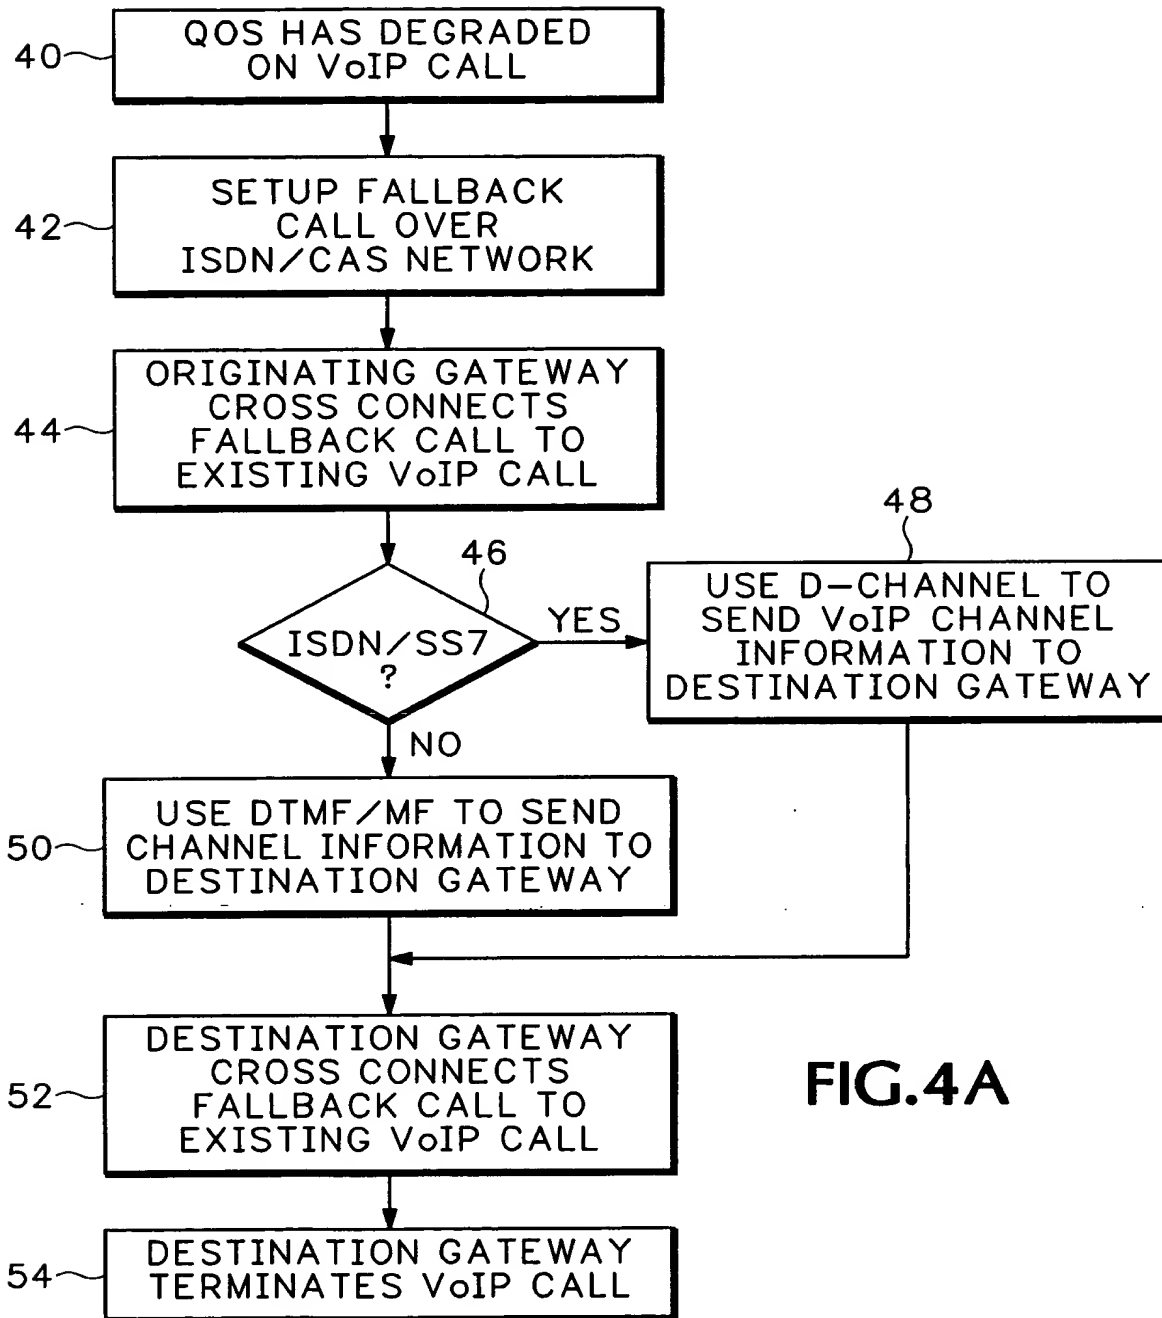 40
QOS HAS DEGRADED
ON VoIP CALL
42
SETUP FALLBACK
CALL OVER
ISDN/CAS NETWORK
44
ORIGINATING GATEWAY
CROSS CONNECTS
FALLBACK CALL TO
EXISTING VoIP CALL
46
ISDN/SS7
?
YES
48
USE D-CHANNEL TO
SEND VoIP CHANNEL
INFORMATION TO
DESTINATION GATEWAY
NO
50
USE DTMF/MF TO SEND
CHANNEL INFORMATION TO
DESTINATION GATEWAY
52
DESTINATION GATEWAY
CROSS CONNECTS
FALLBACK CALL TO
EXISTING VoIP CALL
FIG.4A
54
DESTINATION GATEWAY
TERMINATES VoIP CALL